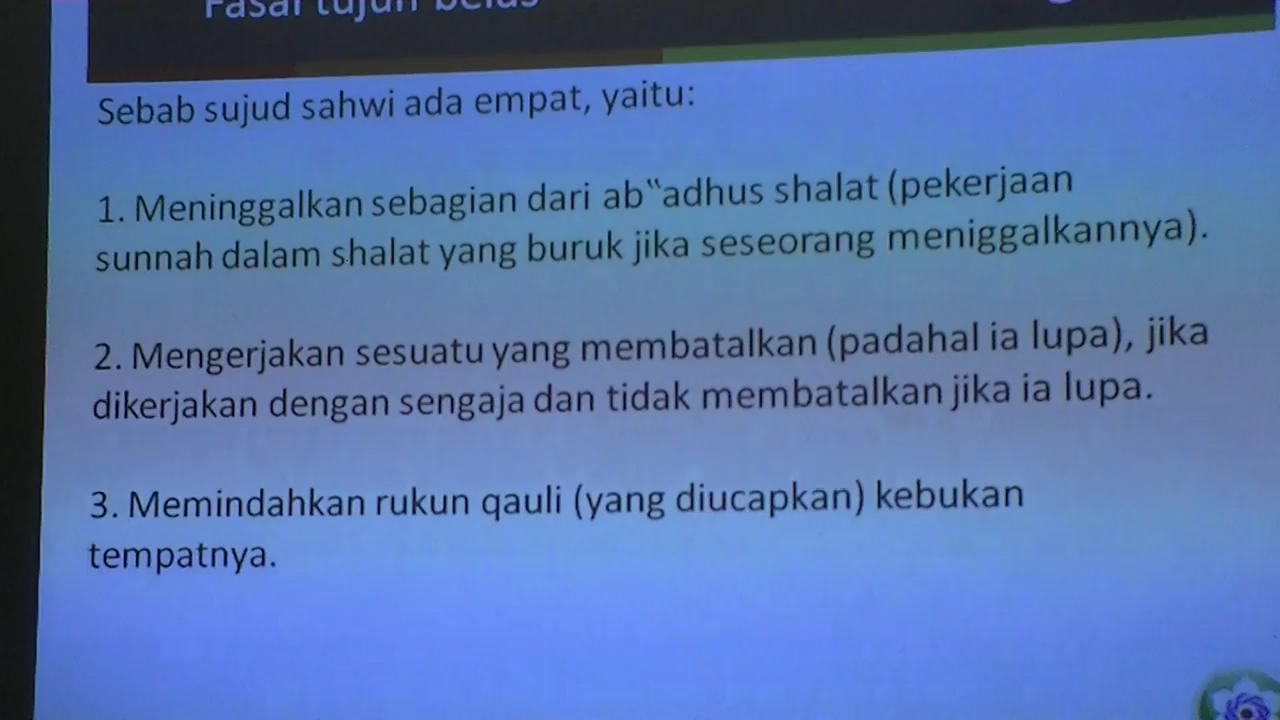 Fasal tujuh belas
Sebab sujud sahwi ada empat, yaitu:
1. Meninggalkan sebagian dari ab‟adhus shalat (pekerjaan
sunnah dalam shalat yang buruk jika seseorang meniggalkannya).
2. Mengerjakan sesuatu yang membatalkan (padahal ia lupa), jika
dikerjakan dengan sengaja dan tidak membatalkan jika ia lupa.
3. Memindahkan rukun qauli (yang diucapkan) kebukan
tempatnya.